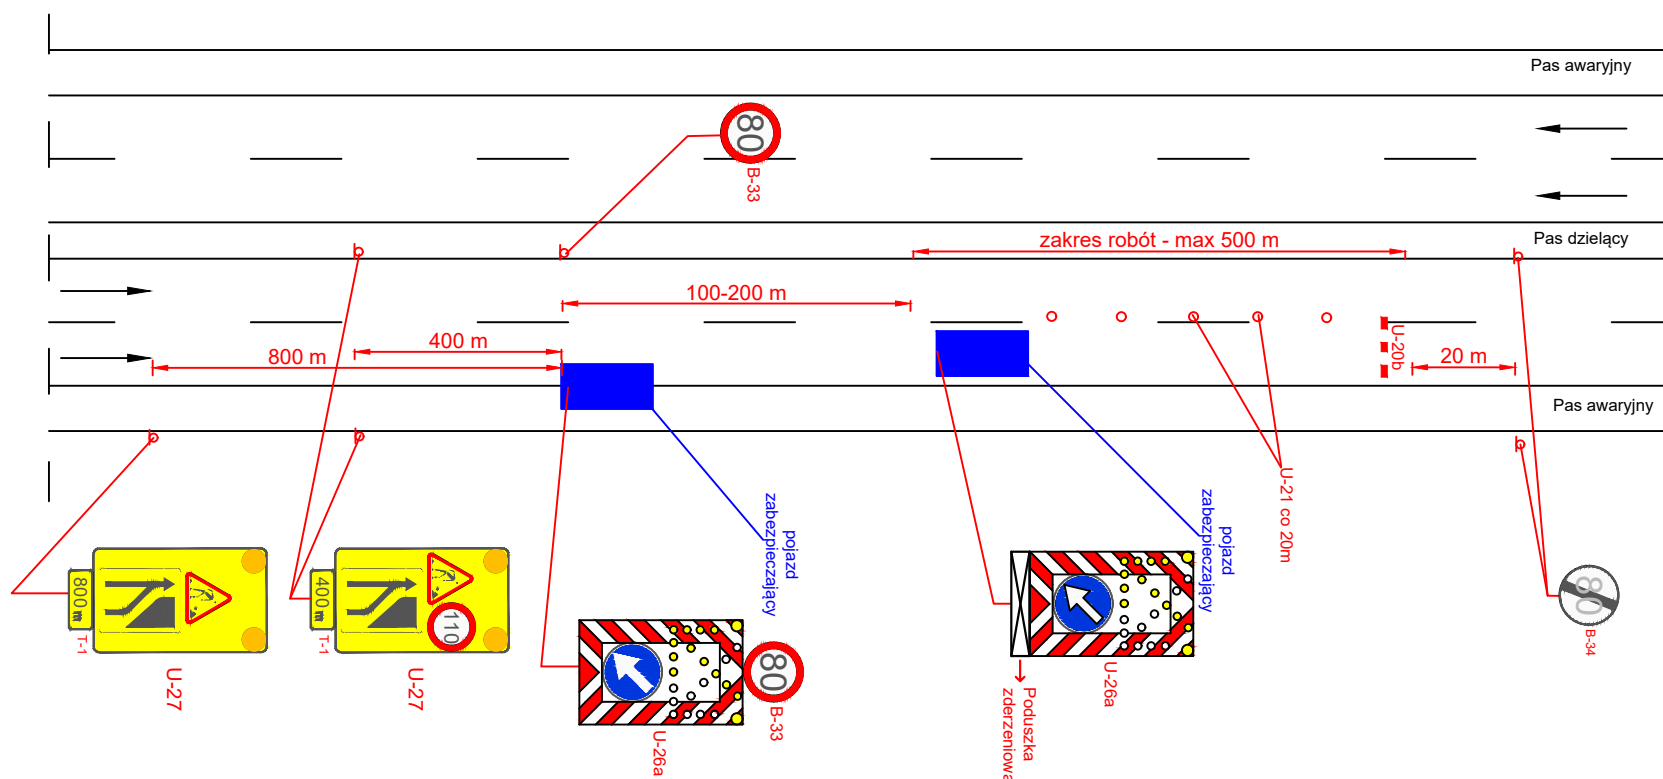 Pas awaryjny
80
B-33
zakres robót - max 500 m
Pas dzielący
100-200 m
400 m
800 m
U-20b
20 m
Pas awaryjny
U-21 co 20m
pojazd
zabezpieczający
pojazd
zabezpieczający
800 m
T-1
U-27
400 m
T-1
110
U-27
80
B-33
U-26a
U-26a
Poduszka
zderzeniowa
80
B-34